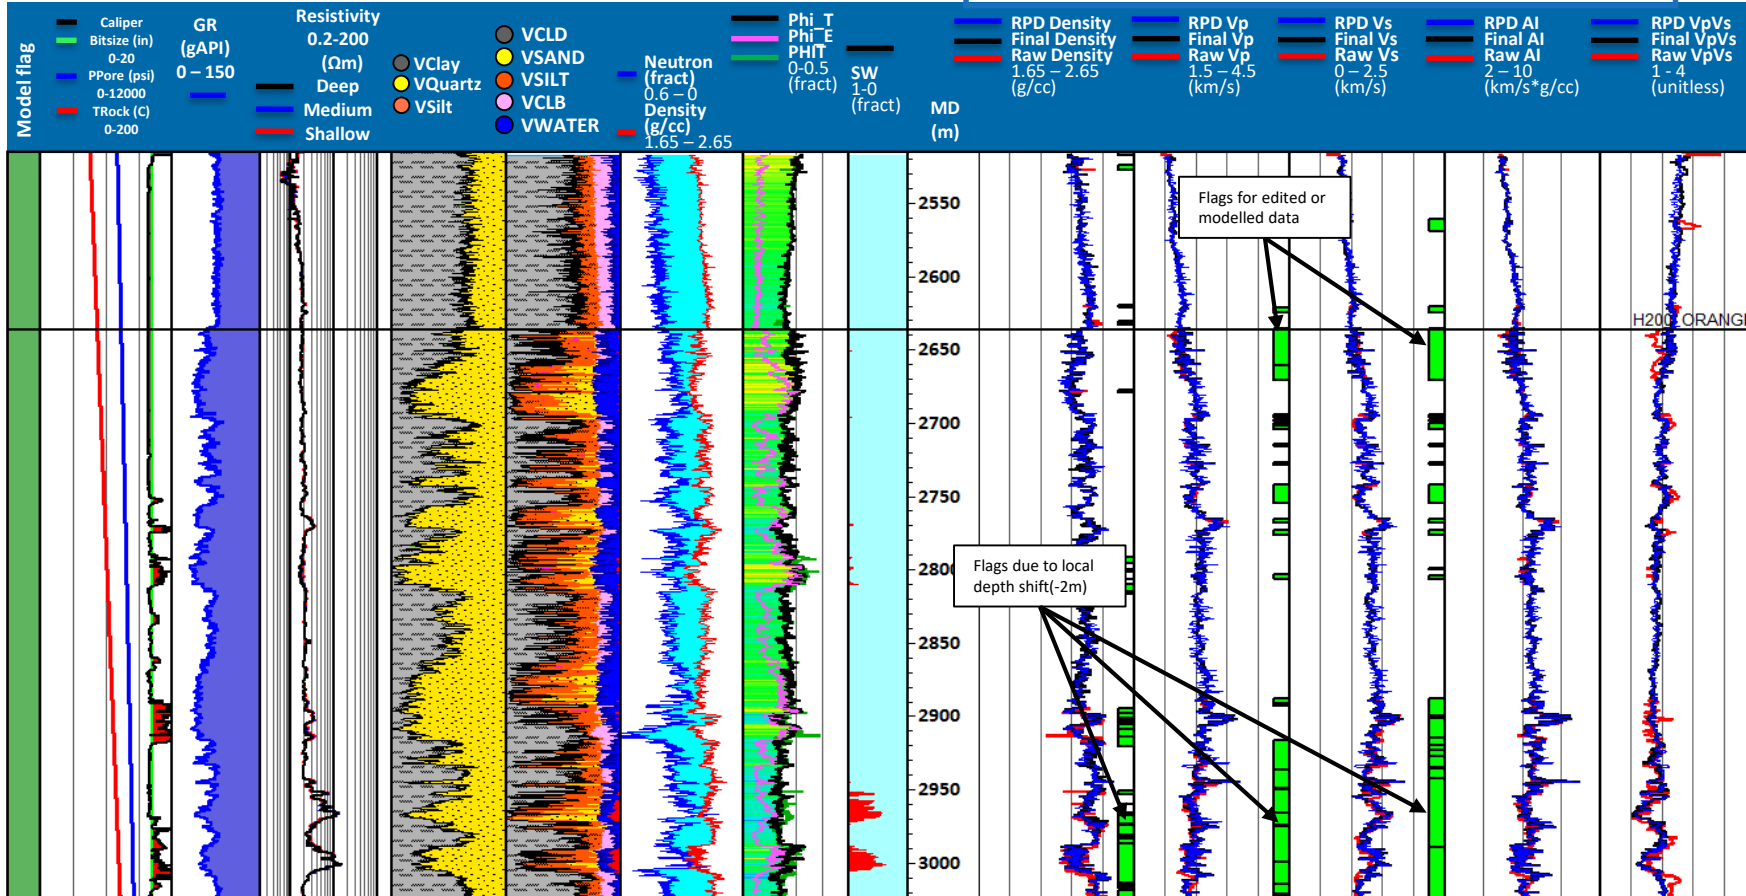 Model flag
Caliper
Bitsize (in)
0-20
PPore (psi)
0-12000
TRock (C)
0-200
GR
(gAPI)
0 – 150
Resistivity
0.2-200
(Ωm)
Deep
Medium
Shallow
VClay
VQuartz
VSilt
VCLD
VSAND
VSILT
VCLB
VWATER
Neutron
(fract)
0.6 – 0
Density
(g/cc)
1.65 – 2.65
Phi_T
Phi_E
PHIT
0-0.5
(fract)
SW
1-0
(fract)
MD
(m)
RPD Density
Final Density
Raw Density
1.65 – 2.65
(g/cc)
RPD Vp
Final Vp
Raw Vp
1.5 – 4.5
(km/s)
RPD Vs
Final Vs
Raw Vs
0 – 2.5
(km/s)
RPD AI
Final AI
Raw AI
2 – 10
(km/s*g/cc)
RPD VpVs
Final VpVs
Raw VpVs
1 - 4
(unitless)
2550
2600
2650
2700
2750
2800
2850
2900
2950
3000
Flags for edited or
modelled data
H200_ORANGE
Flags due to local
depth shift(-2m)